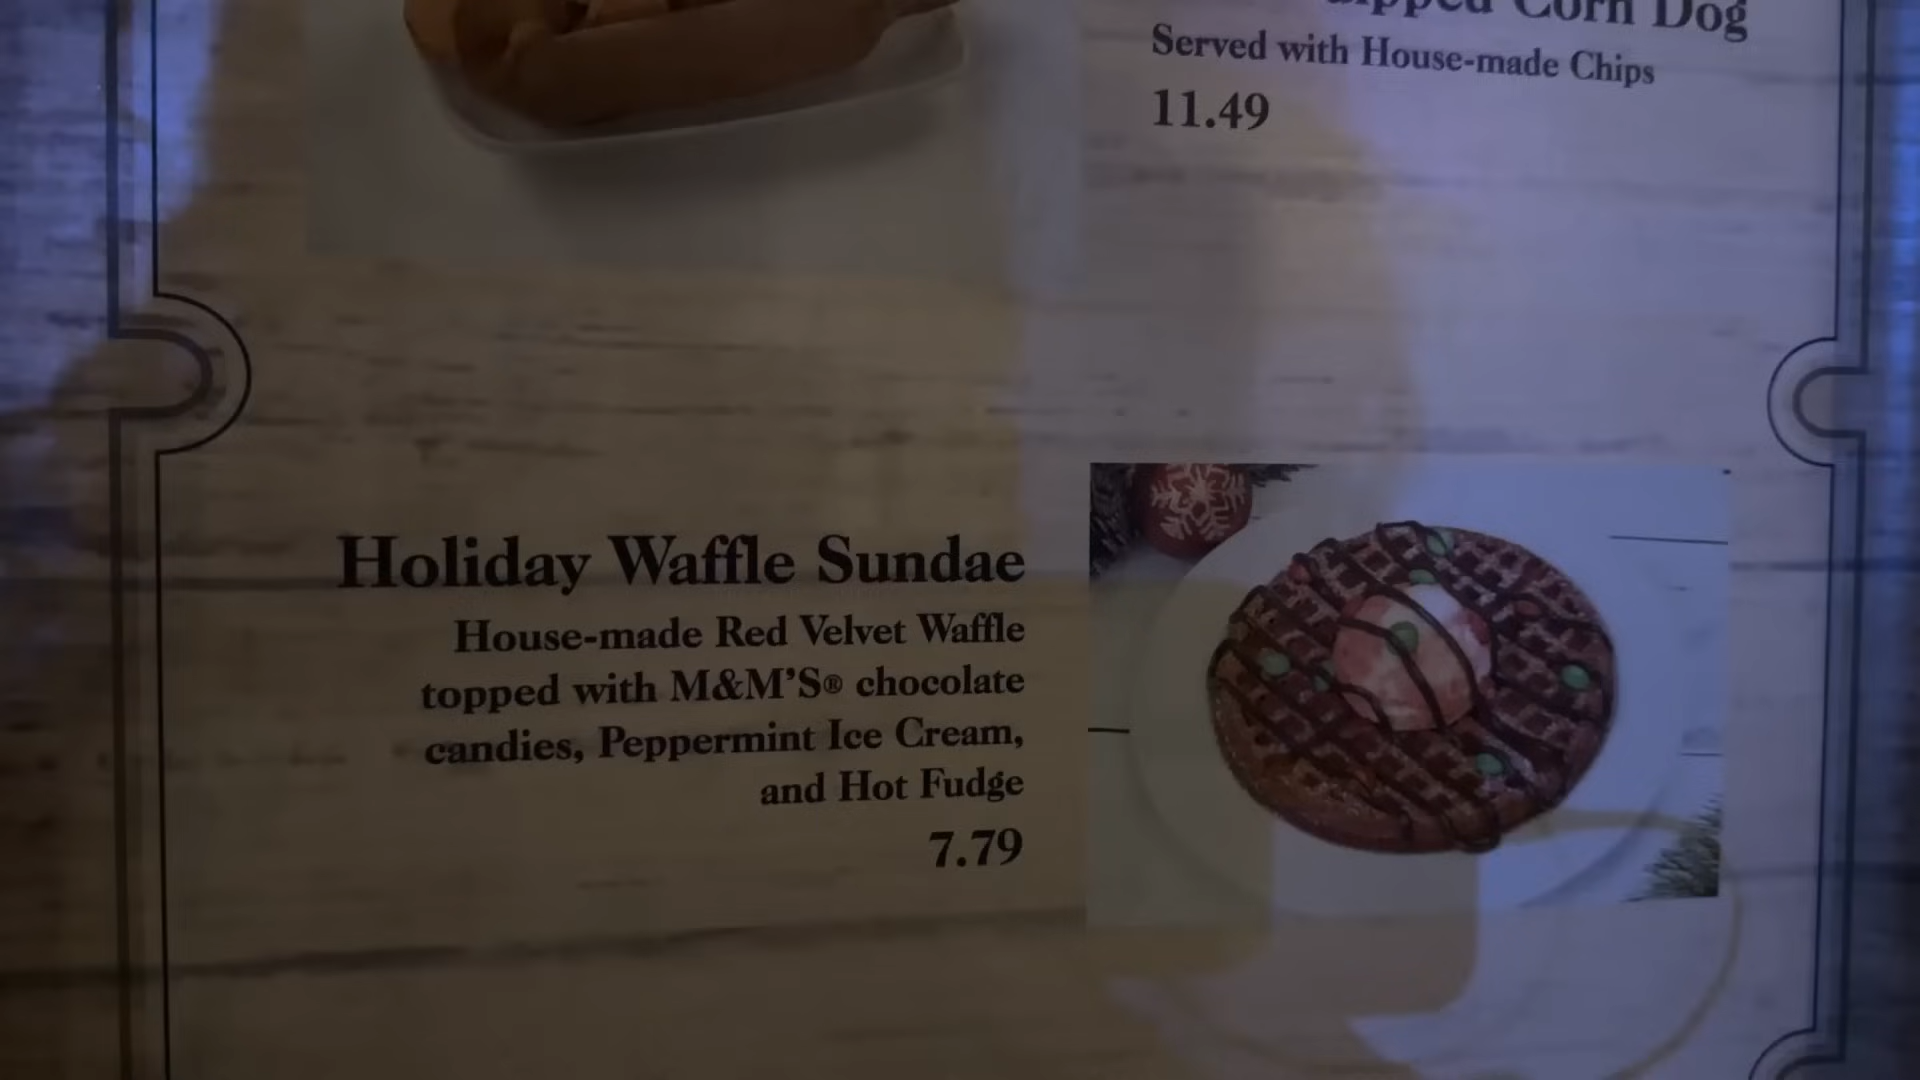 Corn Dog
Served with House-made Chips
11.49
Holiday Waffle Sundae
House-made Red Velvet Waffle
topped with M&M'S® chocolate
candies, Peppermint Ice Cream,
and Hot Fudge
7.79